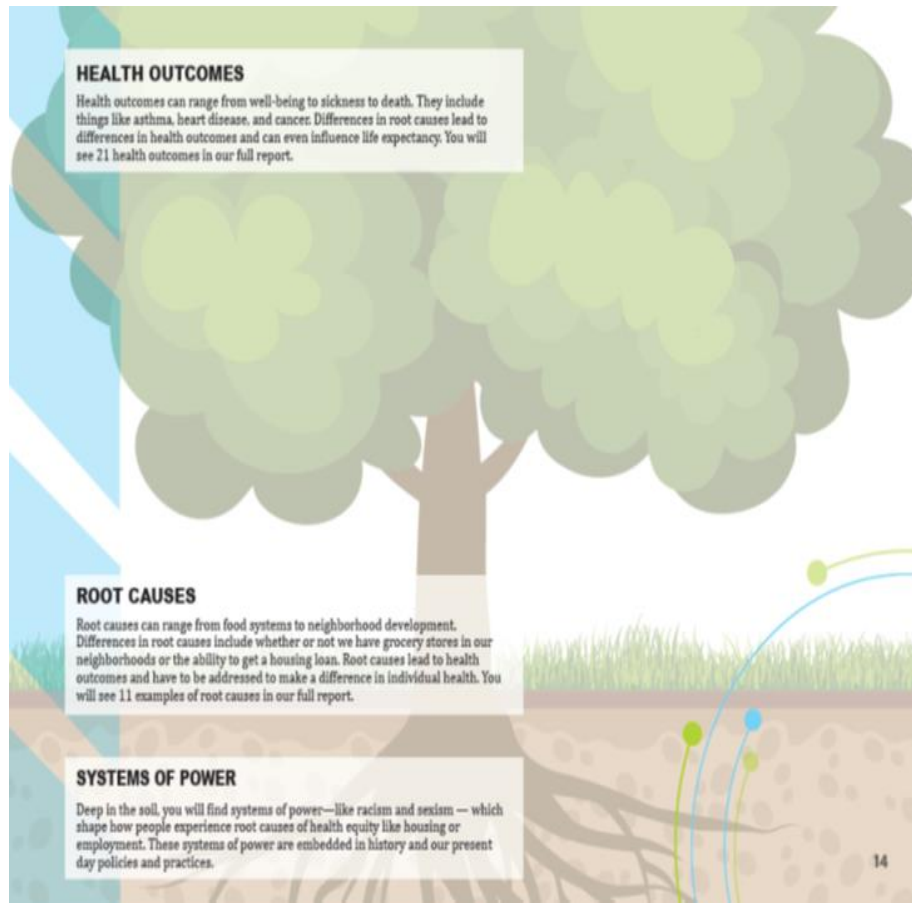 HEALTH OUTCOMES
Health outcomes can range from well-being to sickness to death. They include
things like asthma, heart disease, and cancer. Differences in root causes lead to
differences in health outcomes and can even influence life expectancy. You will
see 21 health outcomes in our full report.
ROOT CAUSES
Root causes can range from food systems to neighborhood development.
Differences in root causes include whether or not we have grocery stores in our
neighborhoods or the ability to get a housing loan. Root causes lead to health
outcomes and have to be addressed to make a difference in individual health. You
will see 11 examples of root causes in our full report.
SYSTEMS OF POWER
Deep in the soil, you will find systems of power—like racism and sexism — which
shape how people experience root causes of health equity like housing or
employment. These systems of power are embedded in history and our present
day policies and practices.
14